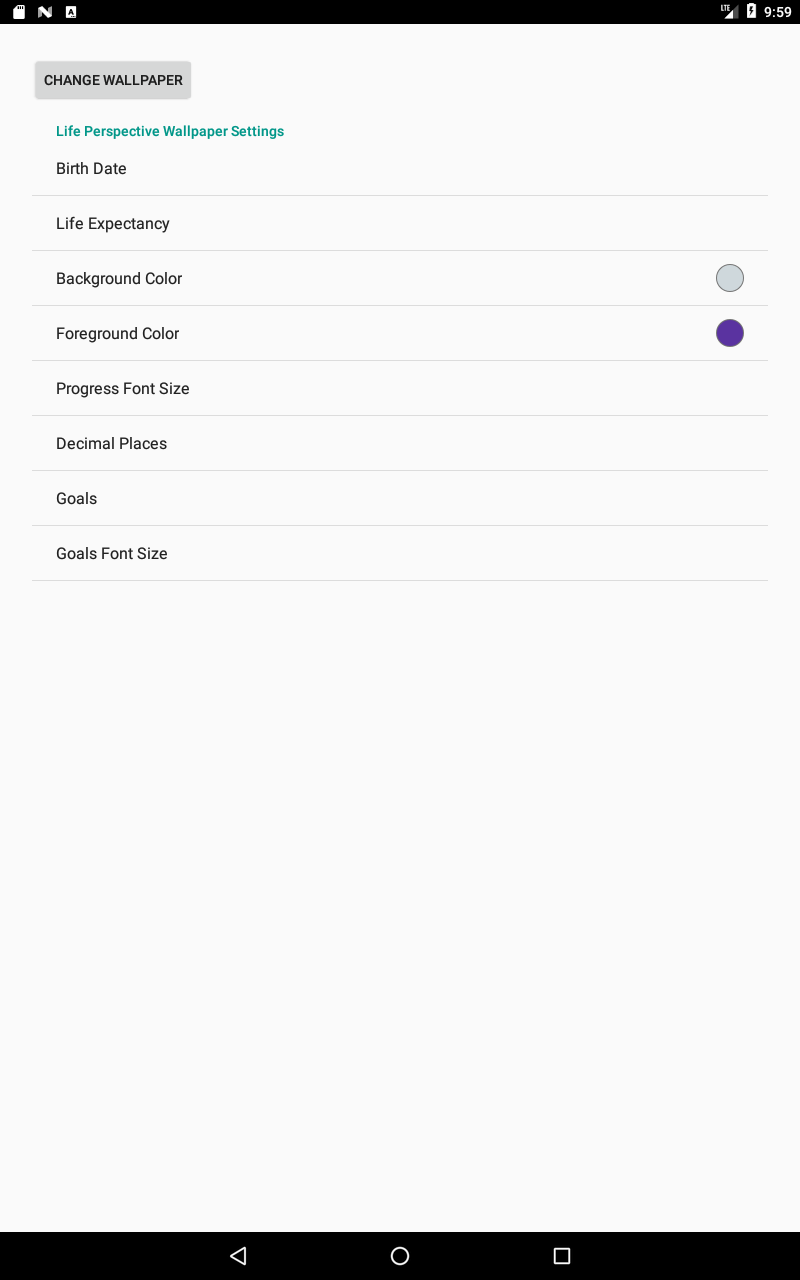 LTE 9:59
CHANGE WALLPAPER
Life Perspective Wallpaper Settings
Birth Date
Life Expectancy
Background Color
Foreground Color
Progress Font Size
Decimal Places
Goals
Goals Font Size